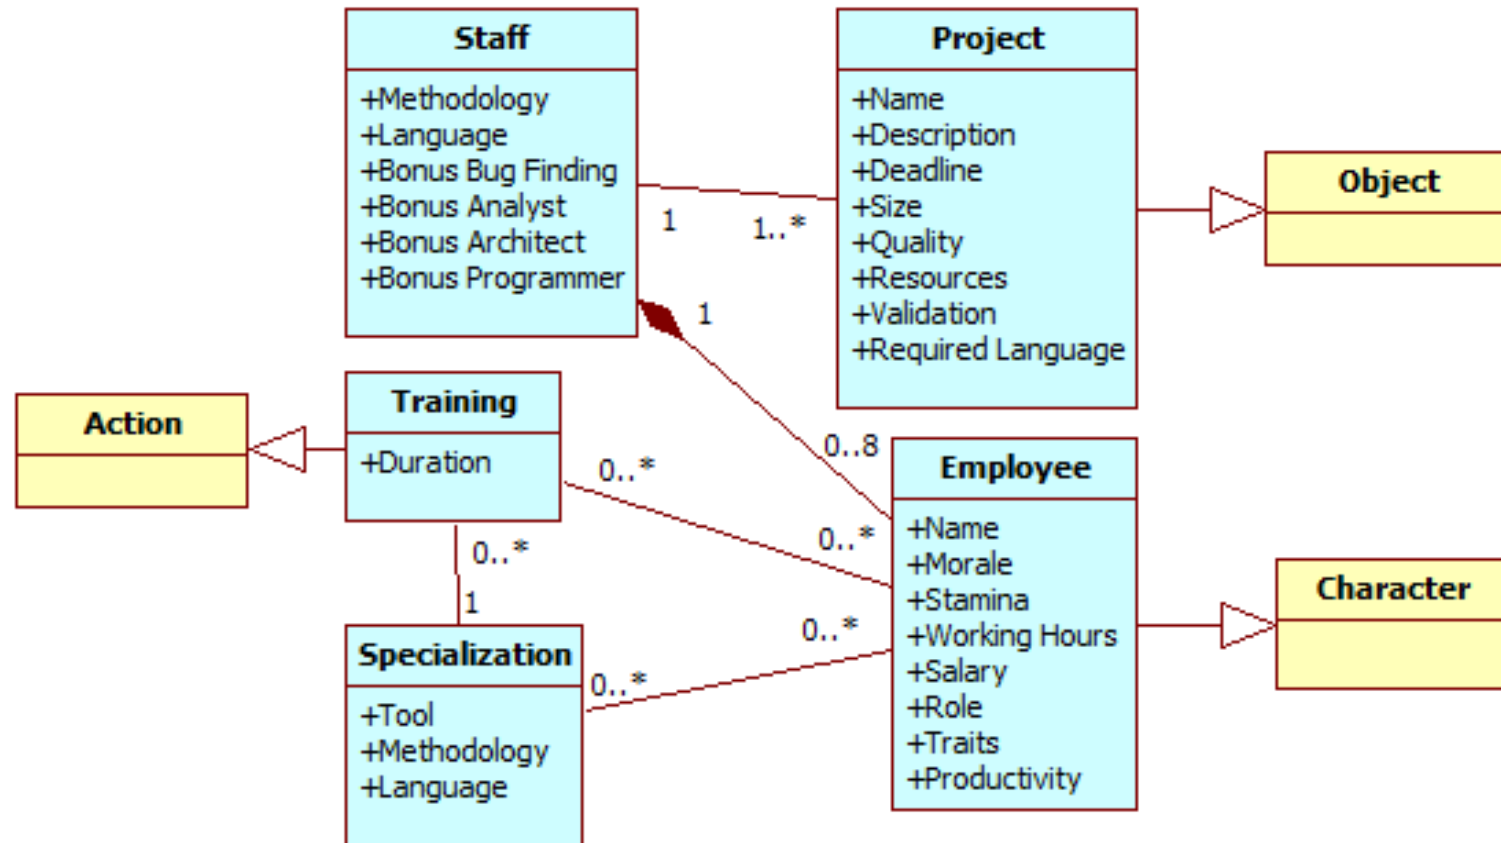 Staff
+Methodology
+Language
+Bonus Bug Finding
+Bonus Analyst
+Bonus Architect
+Bonus Programmer
Project
+Name
+Description
+Deadline
+Size
+Quality
+Resources
+Validation
+Required Language
Object
1
1..*
1
0..8
Action
Training
+Duration
0..*
0..*
0..*
1
Employee
+Name
+Morale
+Stamina
+Working Hours
+Salary
+Role
+Traits
+Productivity
Character
Specialization
+Tool
+Methodology
+Language
0..*
0..*